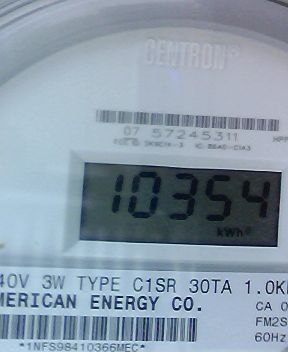 CENTRON®
07 57245311
10354
kWh
40V 3W TYPE C1SR 30TA 1.0K
MERICAN ENERGY CO.
CA 0
FM2S
60Hz
*1NFS98410366MEC*